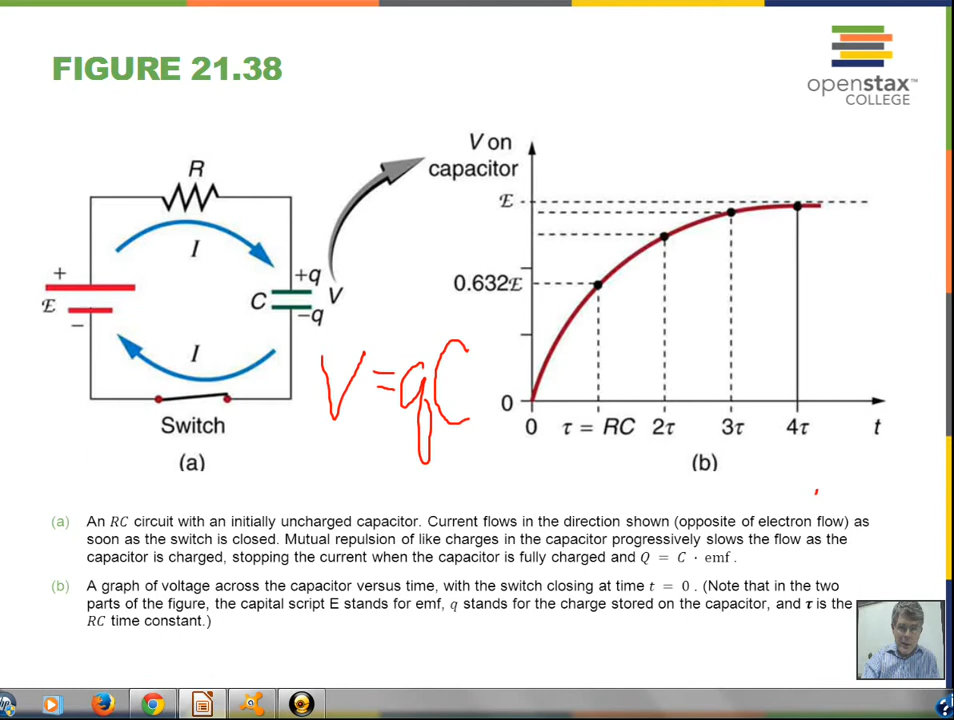 FIGURE 21.38
openstax™
COLLEGE
R
I
+
ℰ
−
C
+q
−q
V
I
Switch
(a)
V=qC
V on
capacitor
ℰ
0.632ℰ
0
0 τ = RC 2τ 3τ 4τ t
(b)
(a) An RC circuit with an initially uncharged capacitor. Current flows in the direction shown (opposite of electron flow) as
soon as the switch is closed. Mutual repulsion of like charges in the capacitor progressively slows the flow as the
capacitor is charged, stopping the current when the capacitor is fully charged and Q = C · emf .
(b) A graph of voltage across the capacitor versus time, with the switch closing at time t = 0 . (Note that in the two
parts of the figure, the capital script E stands for emf, q stands for the charge stored on the capacitor, and τ is the
RC time constant.)
hp
?